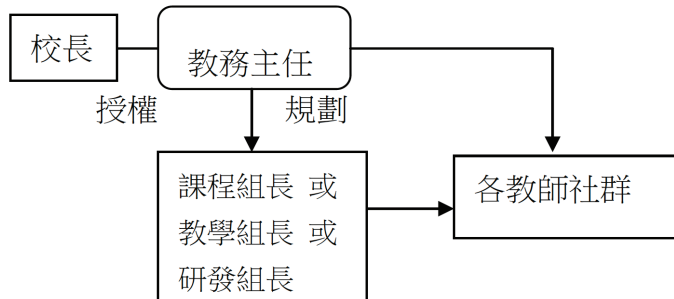 校長
教務主任
授權
規劃
課程組長 或
教學組長 或
研發組長
各教師社群